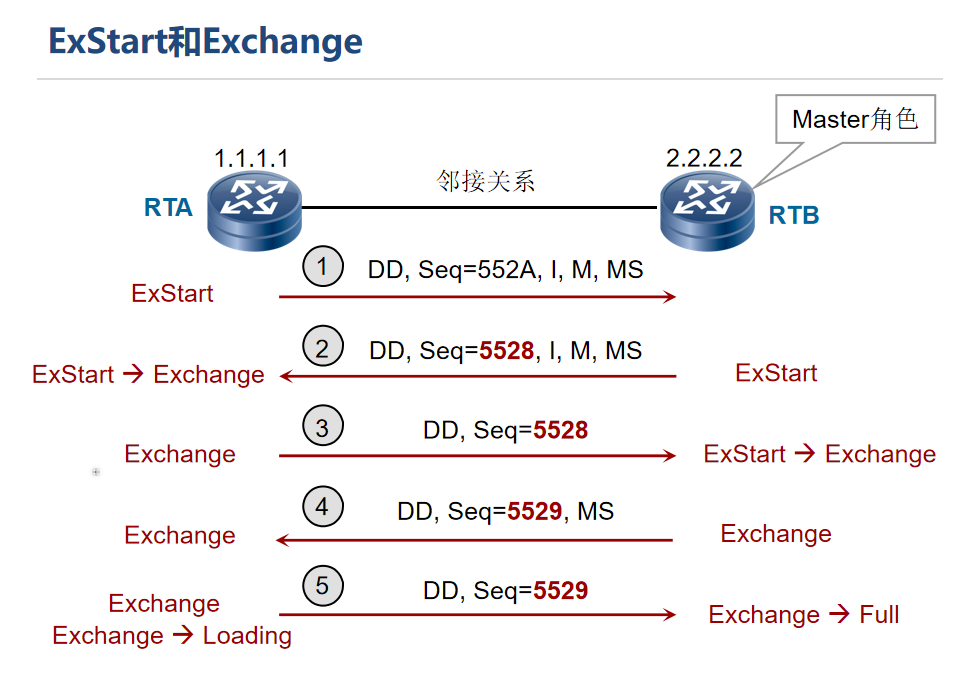 ExStart和Exchange
Master角色
1.1.1.1
2.2.2.2
邻接关系
RTA
RTB
1
DD, Seq=552A, I, M, MS
ExStart
2
DD, Seq=5528, I, M, MS
ExStart → Exchange
ExStart
3
DD, Seq=5528
Exchange
ExStart → Exchange
4
DD, Seq=5529, MS
Exchange
Exchange
5
DD, Seq=5529
Exchange
Exchange → Full
Exchange → Loading